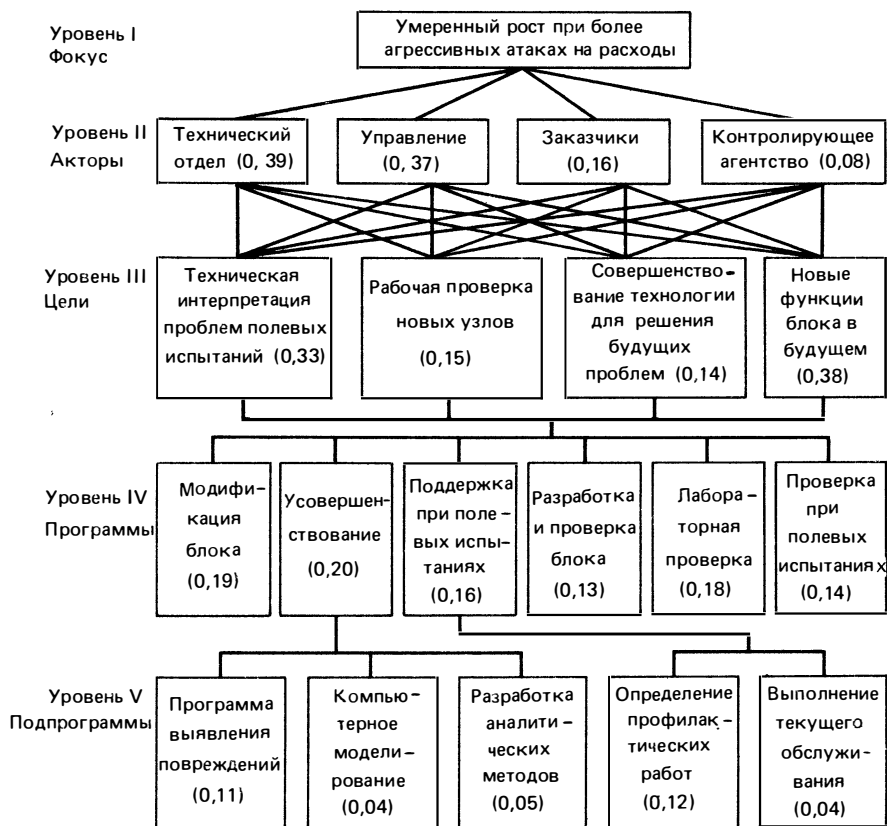 Уровень I
Фокус
Умеренный рост при более
агрессивных атаках на расходы
Уровень II
Акторы
Технический
отдел (0, 39)
Управление
(0, 37)
Заказчики
(0,16)
Контролирующее
агентство (0,08)
Уровень III
Цели
Техническая
интерпретация
проблем полевых
испытаний (0,33)
Рабочая проверка
новых узлов
(0,15)
Совершенство-
ование технологии
для решения
будущих
проблем (0,14)
Новые
функции
блока в
будущем
(0,38)
Уровень IV
Программы
Модифи-
кация
блока
(0,19)
Усовершен-
ствование
(0,20)
Поддержка
при поле-
вых испы-
таниях
(0,16)
Разработка
и проверка
блока
(0,13)
Лабора-
торная
проверка
(0,18)
Проверка
при
полевых
испытаниях
(0,14)
Уровень V
Подпрограммы
Программа
выявления
повреждений
(0,11)
Компью-
терное
модели-
рование
(0,04)
Разработка
аналити-
ческих
методов
(0,05)
Определение
профилак-
тических
работ
(0,12)
Выполнение
текущего
обслужи-
вания
(0,04)